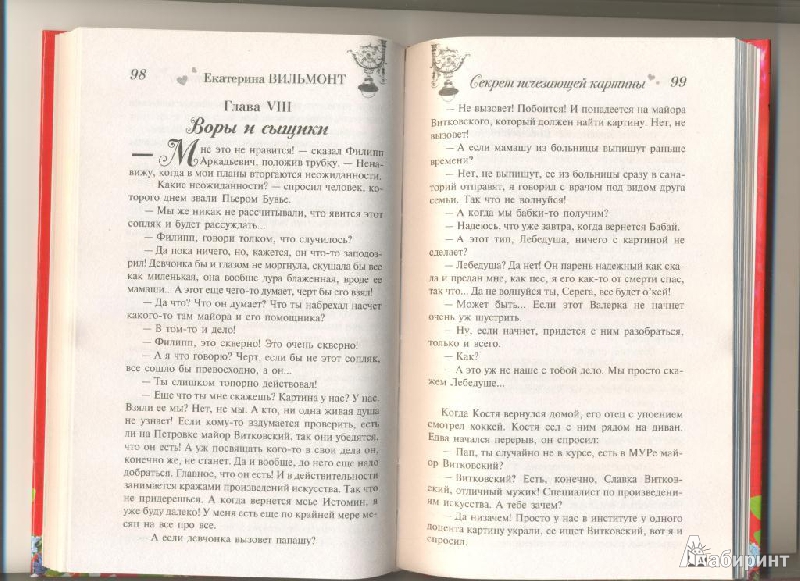 98
Екатерина ВИЛЬМОНТ
Глава VIII
Воры и сыщики
— Мне это не нравится! — сказал Филипп
Аркадьевич, положив трубку. — Нена-
вижу, когда в мои планы вторгаются неожиданности.
Какие неожиданности? — спросил человек, ко-
торого днем звали Пьером Бувье.
— Мы же никак не рассчитывали, что явится этот
сопляк и будет рассуждать...
— Филипп, говори толком, что случилось?
— Да пока ничего, но, кажется, он что-то заподоз-
рил! Девчонка бы и глазом не моргнула, скушала бы все
как миленькая, она вообще дура блаженная, вроде ее
мамаши.. А этот еще чего-то думает, черт бы его взял!
— Да что? Что он думает? Что ты набрехал насчет
какого-то там майора и его помощника?
— В том-то и дело!
— Филипп, это скверно! Это очень скверно!
— А я что говорю? Черт, если бы не этот сопляк,
все сошло бы превосходно, а он...
— Ты слишком топорно действовал!
— Еще что ты мне скажешь? Картина у нас? У нас.
Взяли ее мы? Нет, не мы. А кто, ни одна живая душа
не узнает! Если кому-то вздумается проверить, есть
ли на Петровке майор Витковский, так они убедятся,
что он есть! А уж посвящать кого-то в свои дела он,
конечно же, не станет. Да и вообще, до него еще надо
добраться. Главное, что он есть! И в действительности
занимается кражами произведений искусства. Так что
не придерешься. А когда вернется мсье Истомин, я
уже буду далеко! У меня есть еще по крайней мере ме-
сяц на все про все.
— А если девчонка вызовет папашу?
Секрет исчезающей картины
99
— Не вызовет! Побоится! И понадеется на майора
Витковского, который должен найти картину. Нет, не
вызовет!
— А если мамашу из больницы выпишут раньше
времени?
— Нет, не выпишут, ее из больницы сразу в сана-
торий отправят, я говорил с врачом под видом друга
семьи. Так что не волнуйся!
— А когда мы бабки-то получим?
— Надеюсь, что уже завтра, когда вернется Бабай.
— А этот тип, Лебедуша, ничего с картиной не
сделает?
— Лебедуша? Да нет! Он парень надежный как ска-
ла и предан мне, как пес, я его как-то от смерти спас,
так что... Да не волнуйся ты, Серега, все будет о'кей!
— Может быть... Если этот Валерка не начнет
очень уж шустрить.
— Ну, если начнет, придется с ним разобраться,
только и всего.
— Как?
— А это уж не наше с тобой дело. Мы просто ска-
жем Лебедуше...
Когда Костя вернулся домой, его отец с упоением
смотрел хоккей. Костя сел с ним рядом на диван.
Едва начался перерыв, он спросил:
— Пап, ты случайно не в курсе, есть в МУРе май-
ор Витковский?
— Витковский? Есть, конечно, Славка Витков-
ский, отличный мужик! Специалист по произведени-
ям искусства. А тебе зачем?
— Да низачем! Просто у нас в институте у одного
доцента картину украли, ее ищет Витковский, вот я и
спросил.
Лабиринт